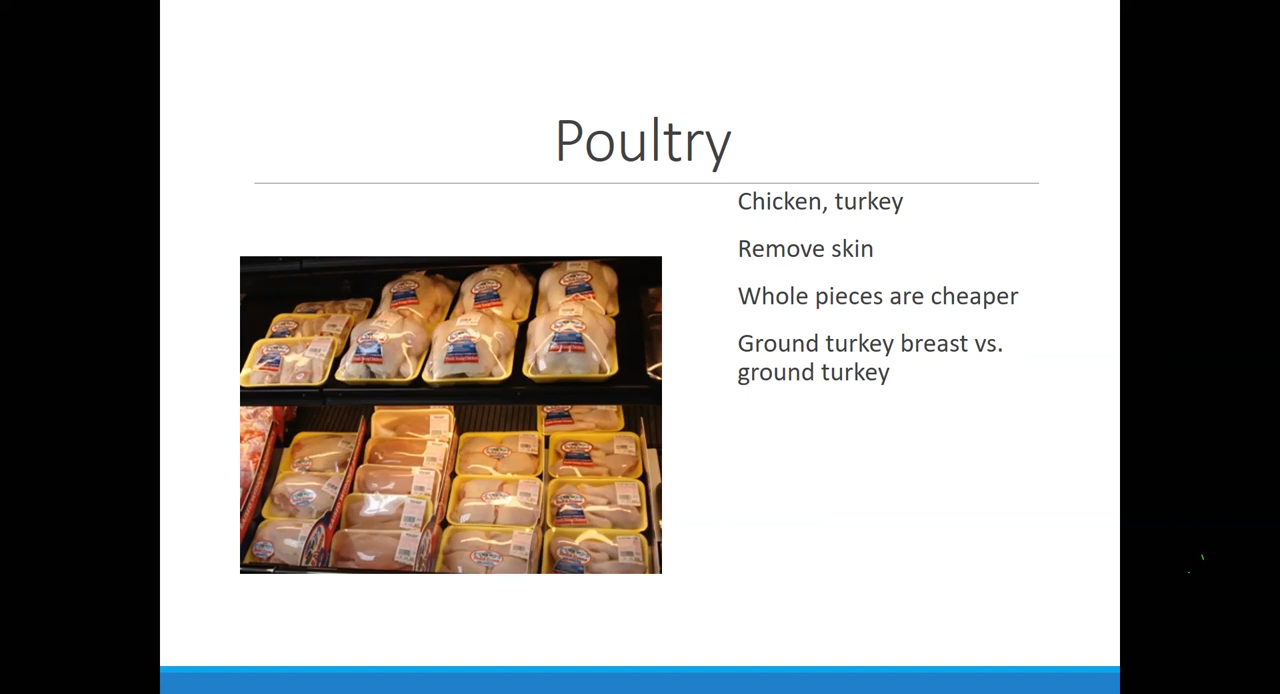 Poultry
Chicken, turkey
Remove skin
Whole pieces are cheaper
Ground turkey breast vs.
ground turkey